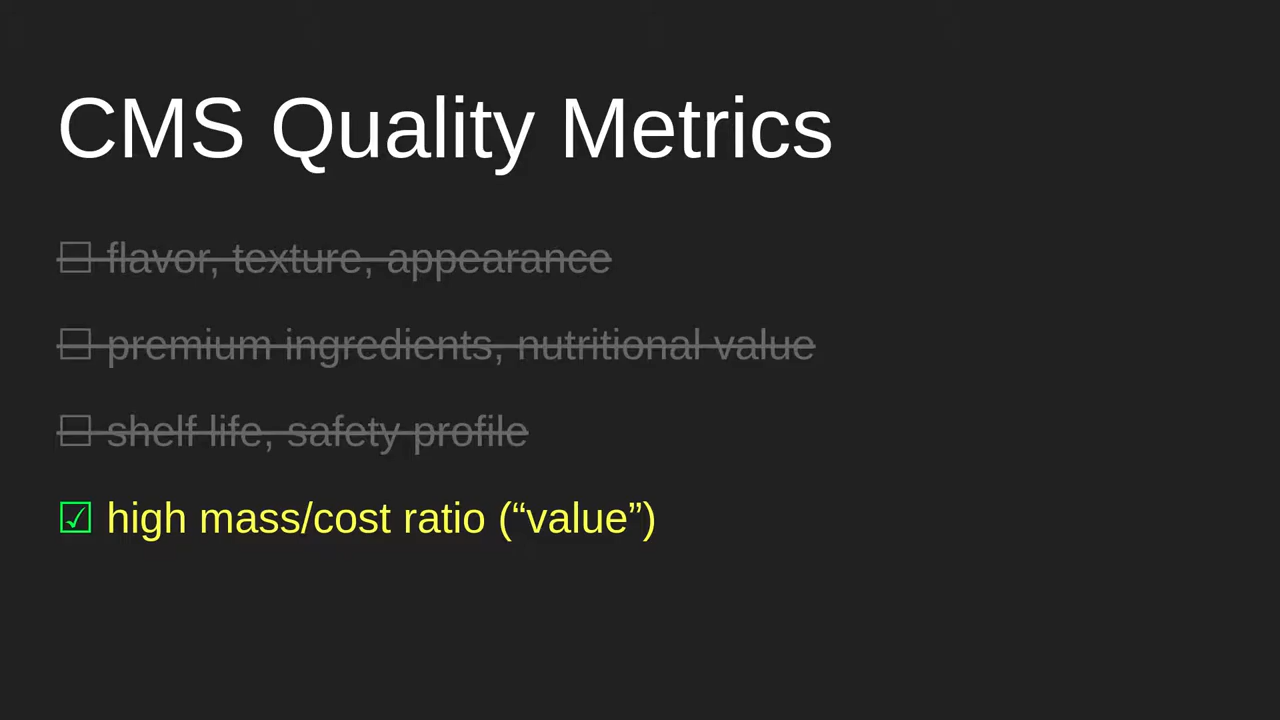 CMS Quality Metrics
☐ flavor, texture, appearance
☐ premium ingredients, nutritional value
☐ shelf life, safety profile
☑ high mass/cost ratio (“value”)